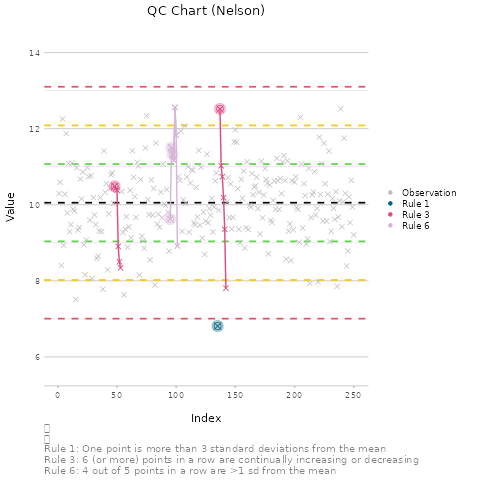 QC Chart (Nelson)
14
12
10
8
6
Value
0
50
100
150
200
250
Index
Observation
Rule 1
Rule 3
Rule 6
Rule 1: One point is more than 3 standard deviations from the mean
Rule 3: 6 (or more) points in a row are continually increasing or decreasing
Rule 6: 4 out of 5 points in a row are >1 sd from the mean